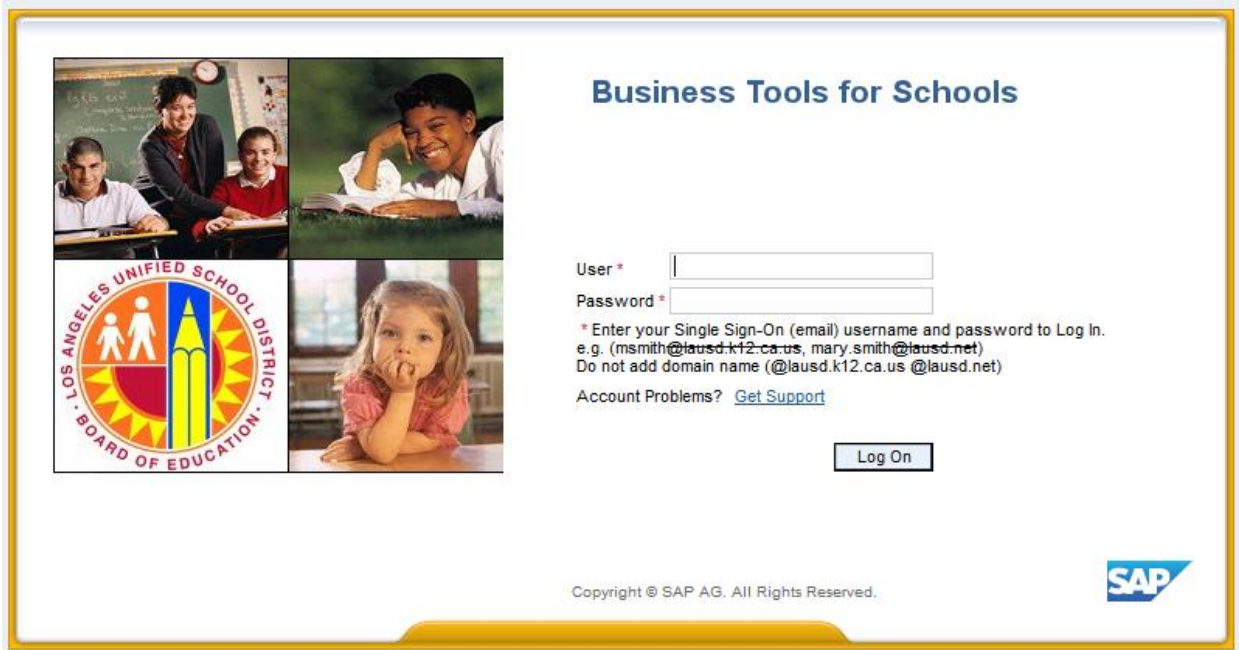 Business Tools for Schools
LOS ANGELES UNIFIED SCHOOL DISTRICT · BOARD OF EDUCATION ·
User *
Password *
* Enter your Single Sign-On (email) username and password to Log In.
e.g. (msmith@lausd.k12.ca.us, mary.smith@lausd.net)
Do not add domain name (@lausd.k12.ca.us @lausd.net)
Account Problems? Get Support
Log On
Copyright © SAP AG. All Rights Reserved.
SAP